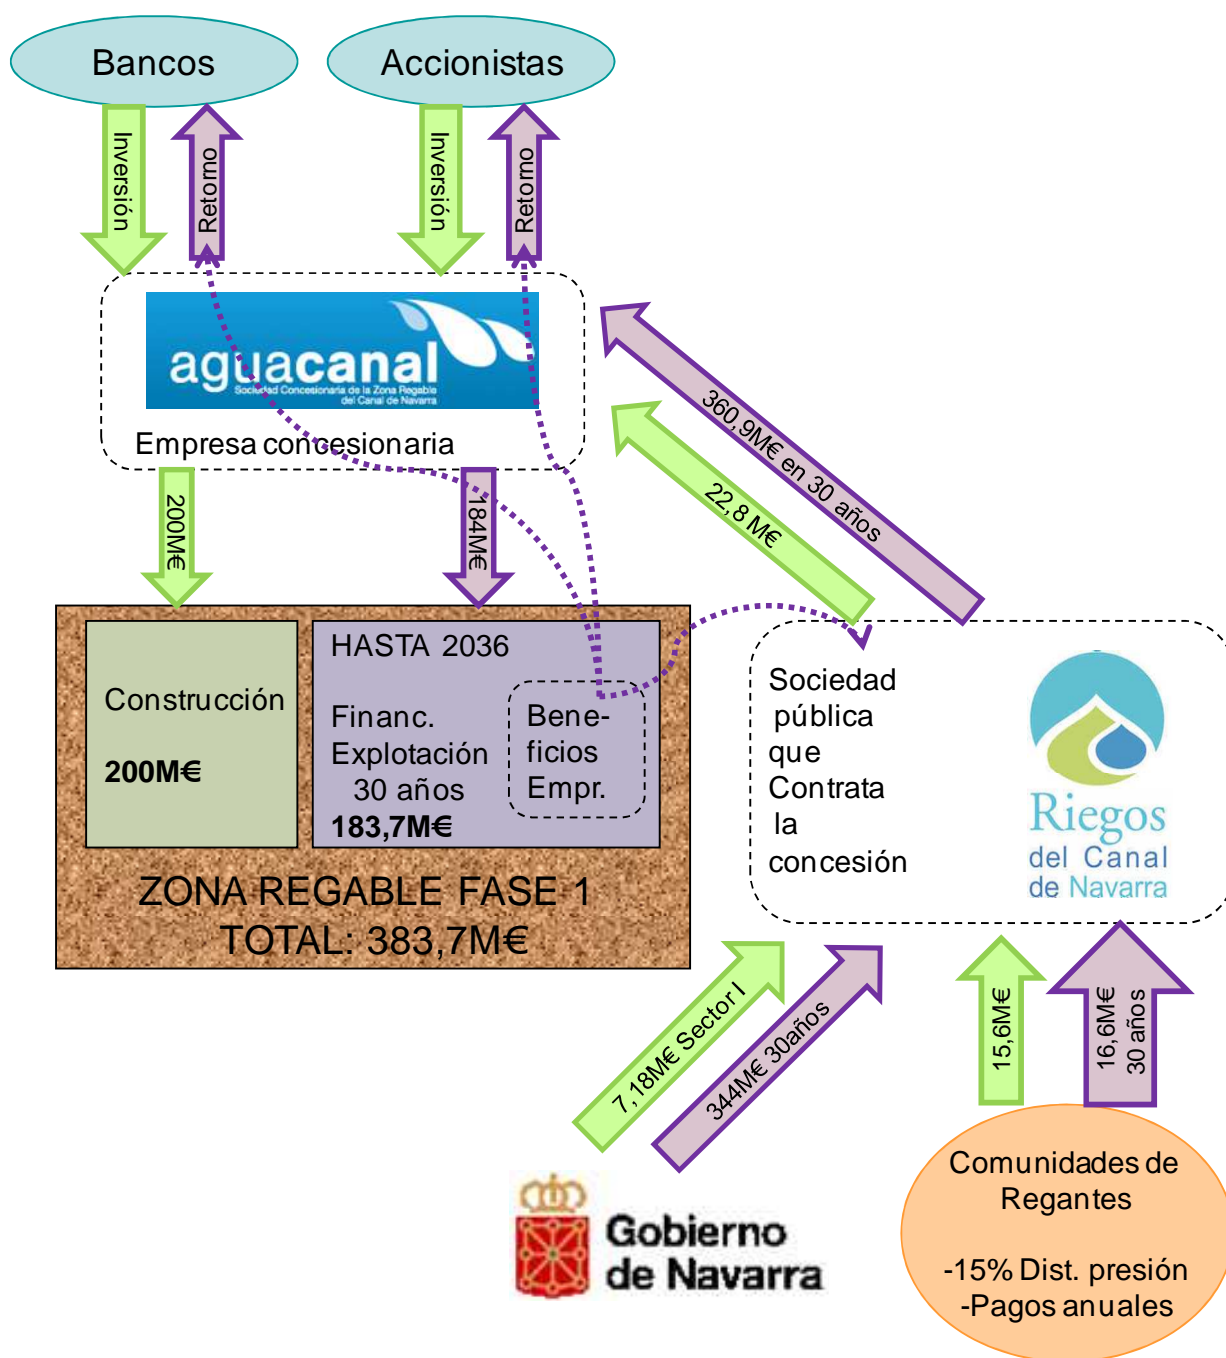 Bancos
Accionistas
Inversión
Retorno
Inversión
Retorno
aguacanal
Sociedad Concesionaria de la Zona Regable
del Canal de Navarra
Empresa concesionaria
360,9M€ en 30 años
22,8 M€
200M€
184M€
Construcción
200M€
HASTA 2036
Financ.
Explotación
30 años
183,7M€
Bene-
ficios
Empr.
ZONA REGABLE FASE 1
TOTAL: 383,7M€
Sociedad
pública
que
Contrata
la
concesión
Riegos
del Canal
de Navarra
7,18M€ Sector I
344M€ 30años
15,6M€
16,6M€
30 años
Gobierno
de Navarra
Comunidades de
Regantes
-15% Dist. presión
-Pagos anuales